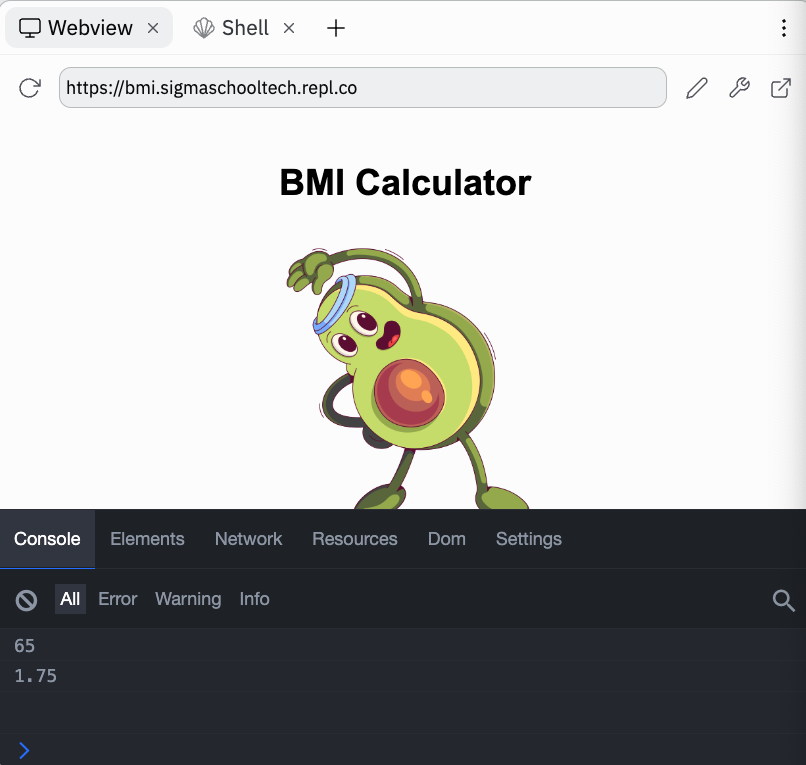 Webview Shell
https://bmi.sigmaschooltech.repl.co
BMI Calculator
Console Elements Network Resources Dom Settings
All Error Warning Info
65
1.75